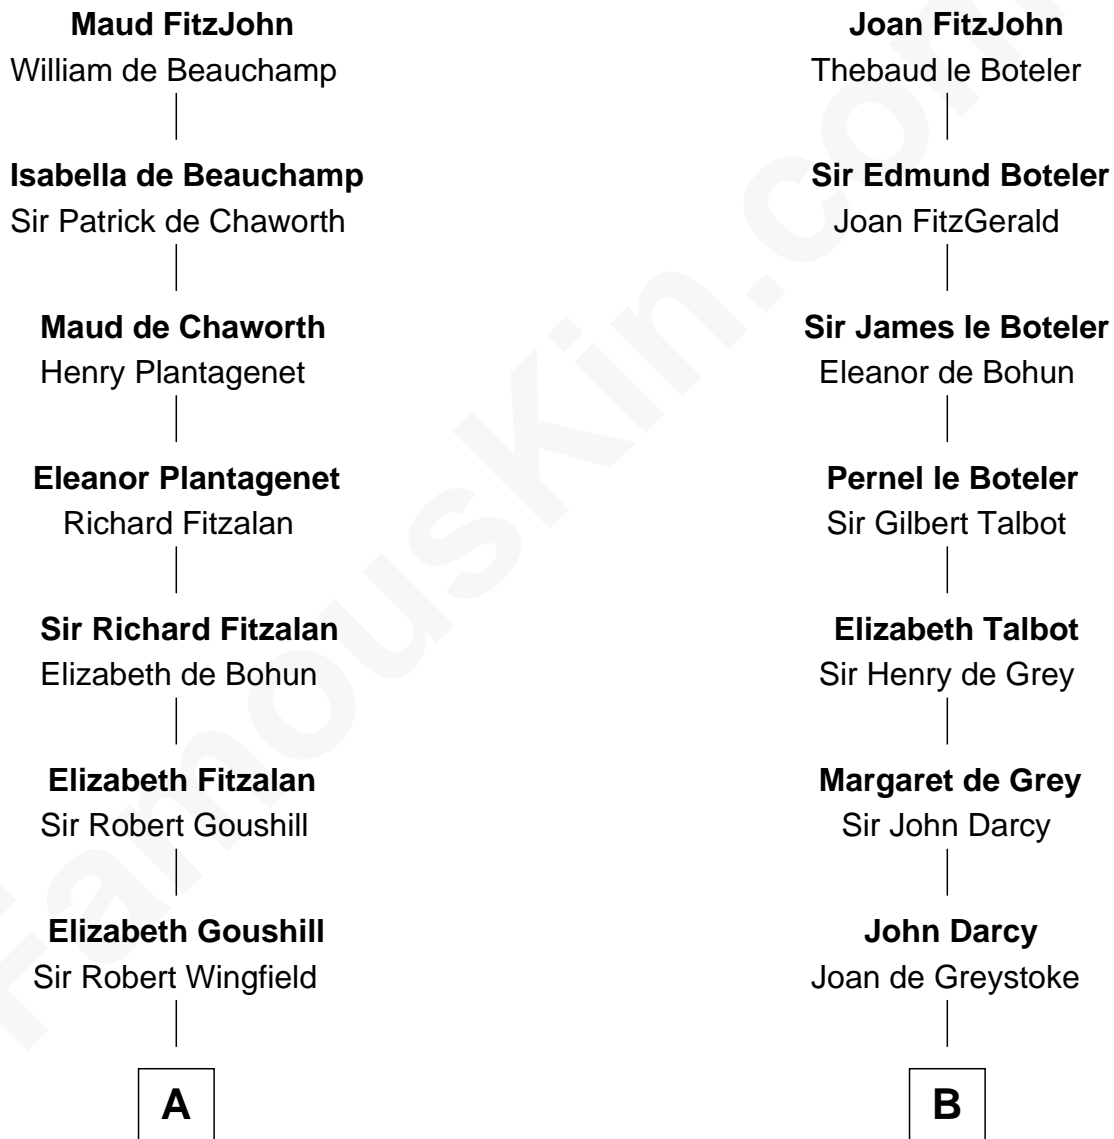 Maud FitzJohn
William de Beauchamp
Isabella de Beauchamp
Sir Patrick de Chaworth
Maud de Chaworth
Henry Plantagenet
Eleanor Plantagenet
Richard Fitzalan
Sir Richard Fitzalan
Elizabeth de Bohun
Elizabeth Fitzalan
Sir Robert Goushill
Elizabeth Goushill
Sir Robert Wingfield
A
Joan FitzJohn
Thebaud le Boteler
Sir Edmund Boteler
Joan FitzGerald
Sir James le Boteler
Eleanor de Bohun
Pernel le Boteler
Sir Gilbert Talbot
Elizabeth Talbot
Sir Henry de Grey
Margaret de Grey
Sir John Darcy
John Darcy
Joan de Greystoke
B
FamousKin.com